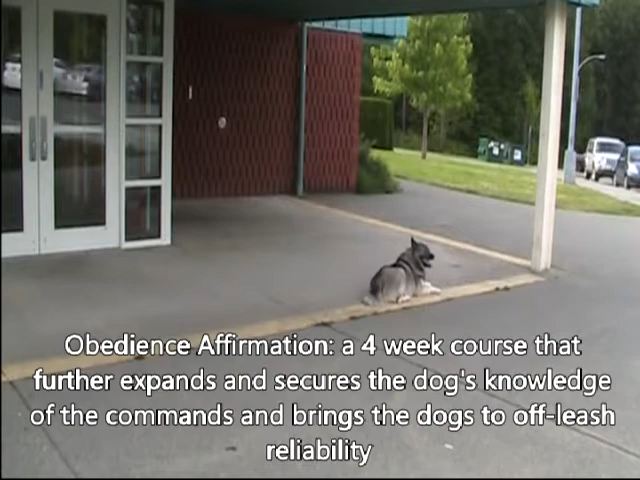 Obedience Affirmation: a 4 week course that
further expands and secures the dog's knowledge
of the commands and brings the dogs to off-leash
reliability